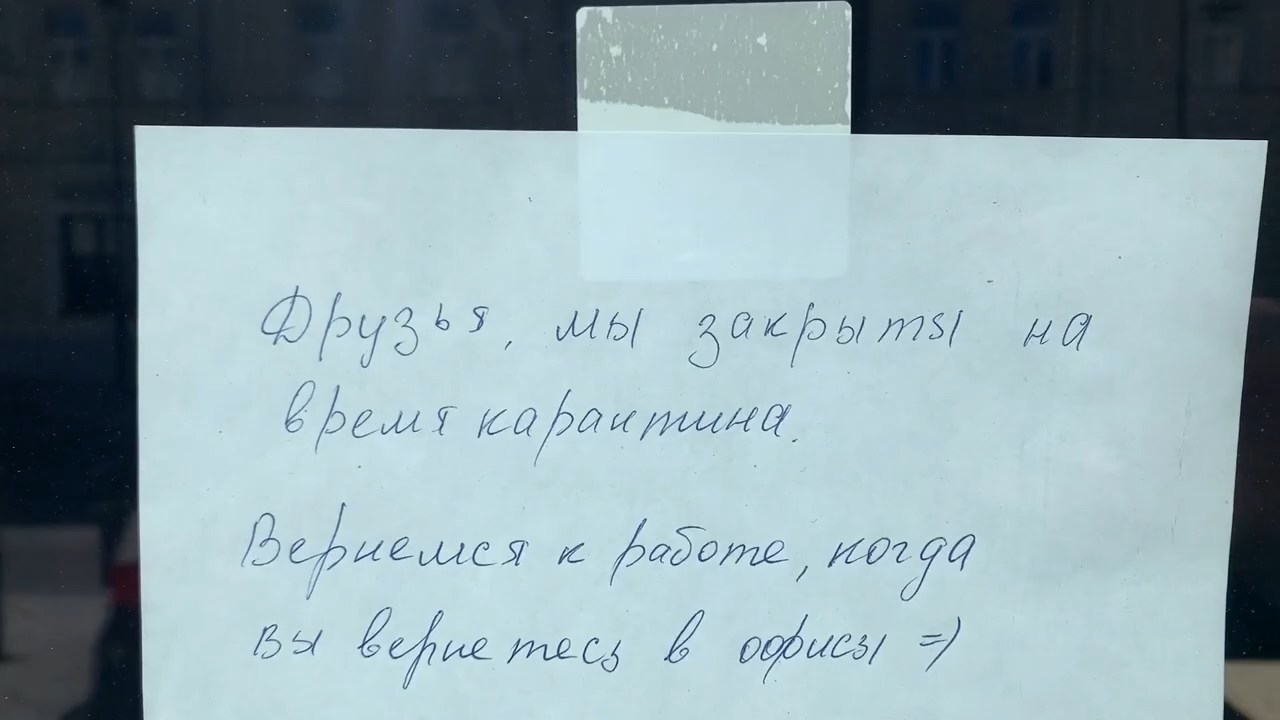 Друзья, мы закрыты на
время карантина.
Вернемся к работе, когда
вы вернетесь в офисы =)